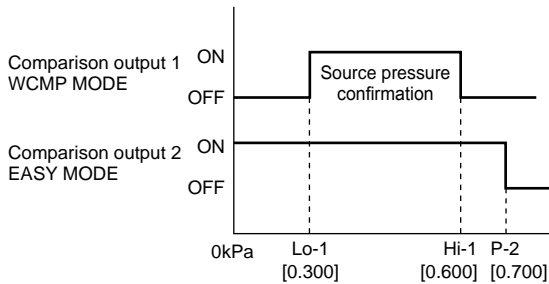 Comparison output 1
WCMP MODE
ON
OFF
Source pressure
confirmation
Comparison output 2
EASY MODE
ON
OFF
0kPa
Lo-1
[0.300]
Hi-1
[0.600]
P-2
[0.700]